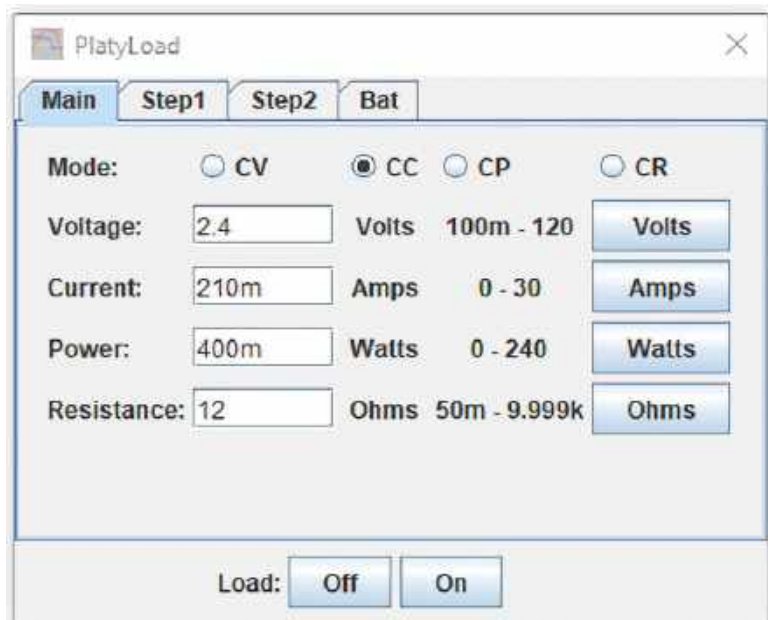 PlatyLoad
Main Step1 Step2 Bat
Mode: CV CC CP CR
Voltage: 2.4 Volts 100m - 120 Volts
Current: 210m Amps 0 - 30 Amps
Power: 400m Watts 0 - 240 Watts
Resistance: 12 Ohms 50m - 9.999k Ohms
Load: Off On